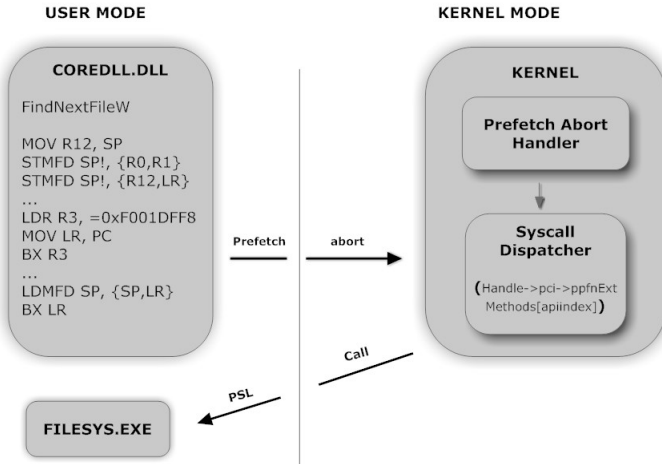 USER MODE
KERNEL MODE
COREDLL.DLL
FindNextFileW
MOV R12, SP
STMFD SP!, {R0,R1}
STMFD SP!, {R12,LR}
...
LDR R3, =0xF001DFF8
MOV LR, PC
BX R3
...
LDMFD SP, {SP,LR}
BX LR
Prefetch
abort
KERNEL
Prefetch Abort
Handler
Syscall
Dispatcher
(Handle->pci->ppfnExt
Methods[apiindex])
Call
PSL
FILESYS.EXE